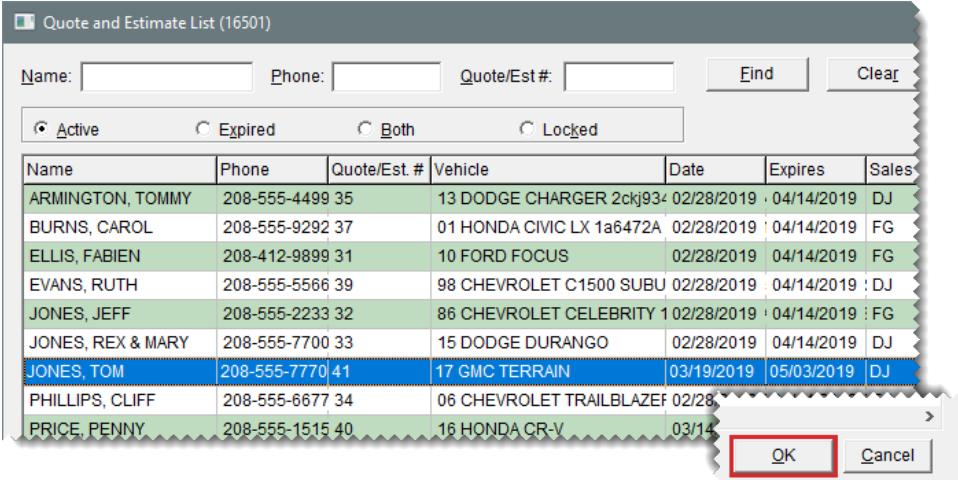 Quote and Estimate List (16501)
Name: Phone: Quote/Est #: Find Clear
Active Expired Both Locked
Name Phone Quote/Est. # Vehicle Date Expires Sales
ARMINGTON, TOMMY 208-555-4499 35 13 DODGE CHARGER 2ckj934 02/28/2019 04/14/2019 DJ
BURNS, CAROL 208-555-9292 37 01 HONDA CIVIC LX 1a6472A 02/28/2019 04/14/2019 FG
ELLIS, FABIEN 208-412-9899 31 10 FORD FOCUS 02/28/2019 04/14/2019 FG
EVANS, RUTH 208-555-5566 39 98 CHEVROLET C1500 SUBU 02/28/2019 04/14/2019 DJ
JONES, JEFF 208-555-2233 32 86 CHEVROLET CELEBRITY 1 02/28/2019 04/14/2019 FG
JONES, REX & MARY 208-555-7700 33 15 DODGE DURANGO 02/28/2019 04/14/2019 DJ
JONES, TOM 208-555-7770 41 17 GMC TERRAIN 03/19/2019 05/03/2019 DJ
PHILLIPS, CLIFF 208-555-6677 34 06 CHEVROLET TRAILBLAZER 02/28
PRICE, PENNY 208-555-1515 40 16 HONDA CR-V 03/14
OK Cancel